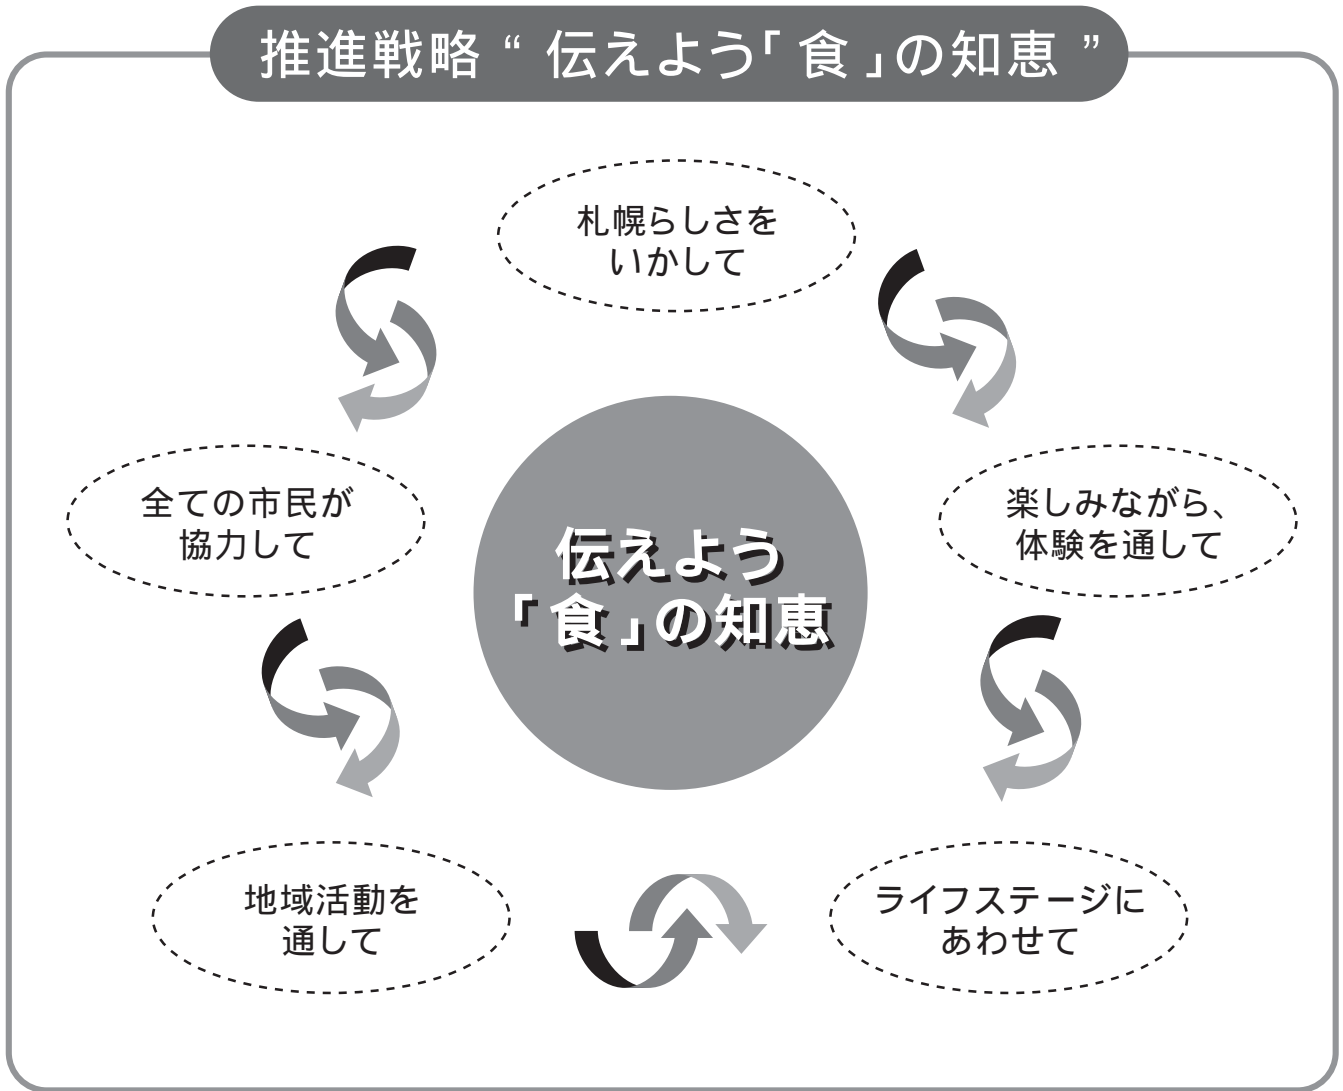 推進戦略“伝えよう「食」の知恵”
札幌らしさを
いかして
全ての市民が
協力して
楽しみながら、
体験を通して
伝えよう
「食」の知恵
地域活動を
通して
ライフステージに
あわせて